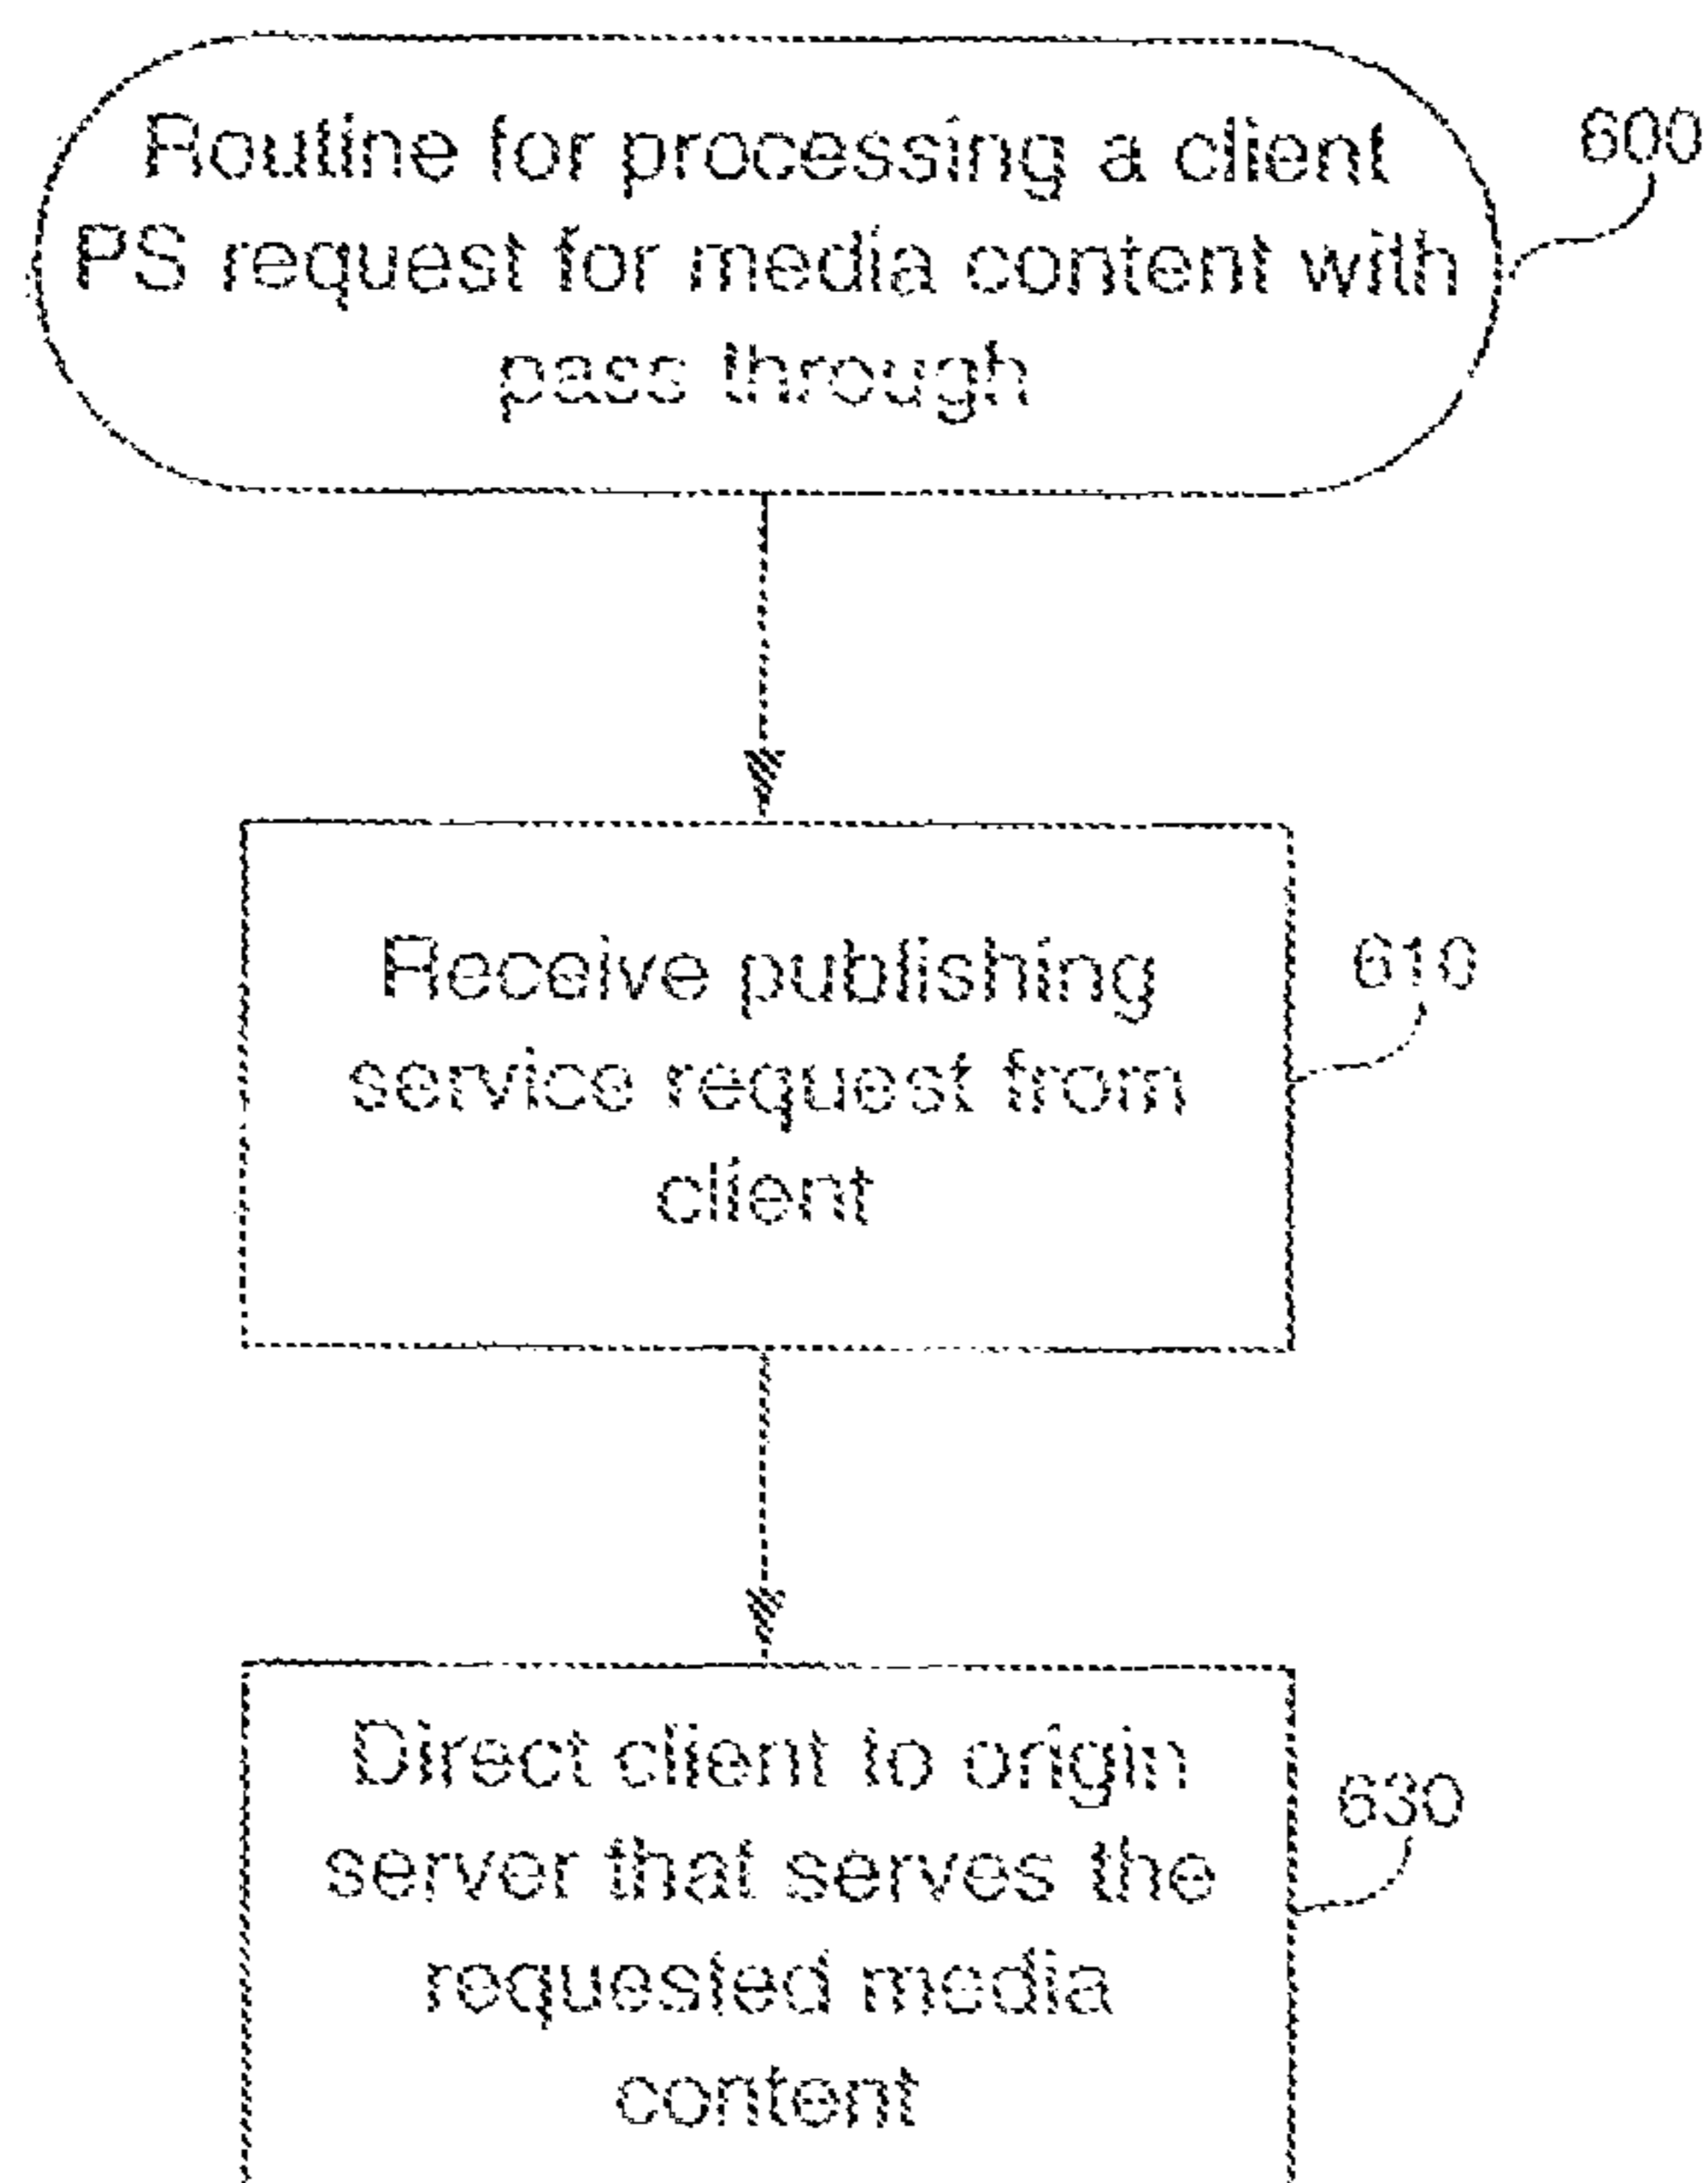 Routine for processing a client
PS request for media content with
pass through
600
Receive publishing
service request from
client
610
Direct client to origin
server that serves the
requested media
content
630